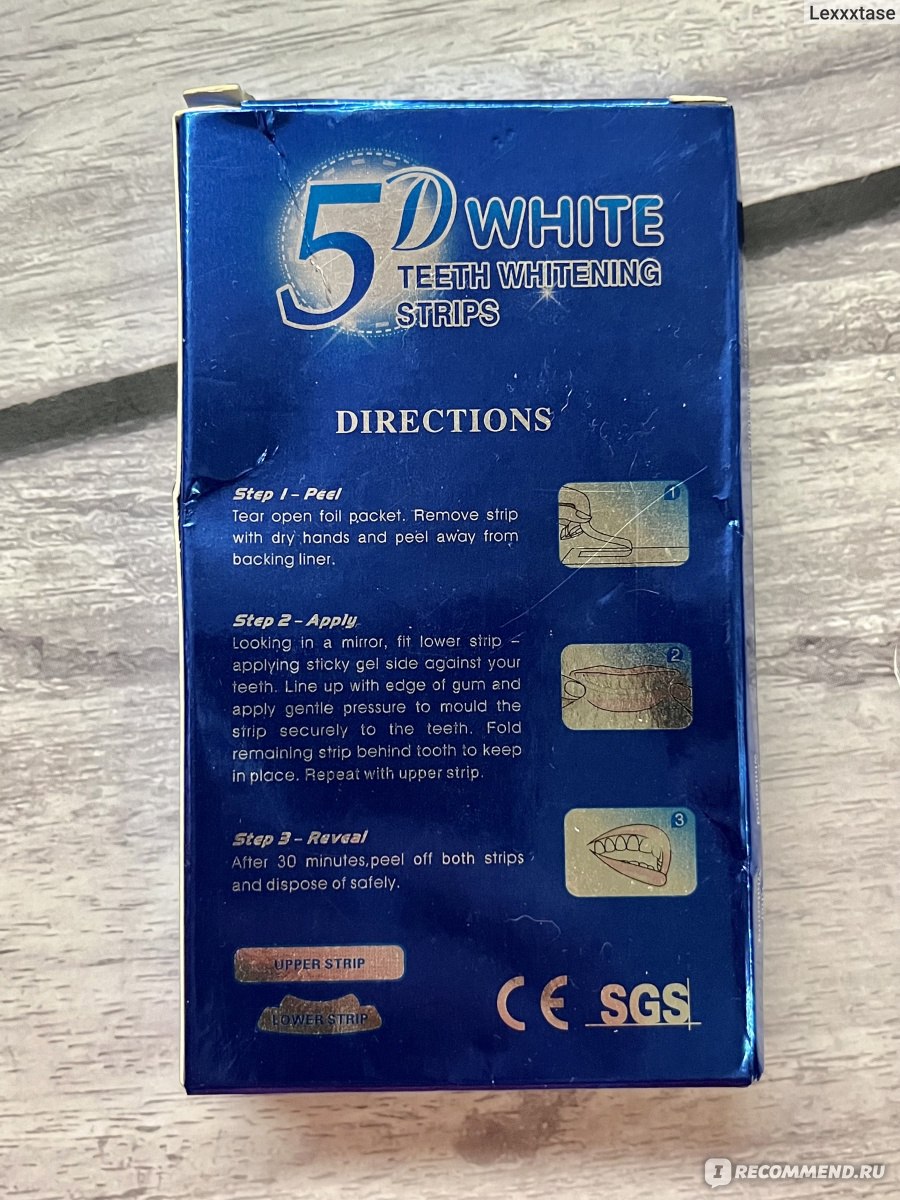 Lexxxtase
5D WHITE
TEETH WHITENING
STRIPS
DIRECTIONS
Step 1 - Peel
Tear open foil packet. Remove strip
with dry hands and peel away from
backing liner.
1
Step 2 - Apply
Looking in a mirror, fit lower strip –
applying sticky gel side against your
teeth. Line up with edge of gum and
apply gentle pressure to mould the
strip securely to the teeth. Fold
remaining strip behind tooth to keep
in place. Repeat with upper strip.
2
Step 3 - Reveal
After 30 minutes,peel off both strips
and dispose of safely.
3
UPPER STRIP
LOWER STRIP
CE SGS
IRECOMMEND.RU